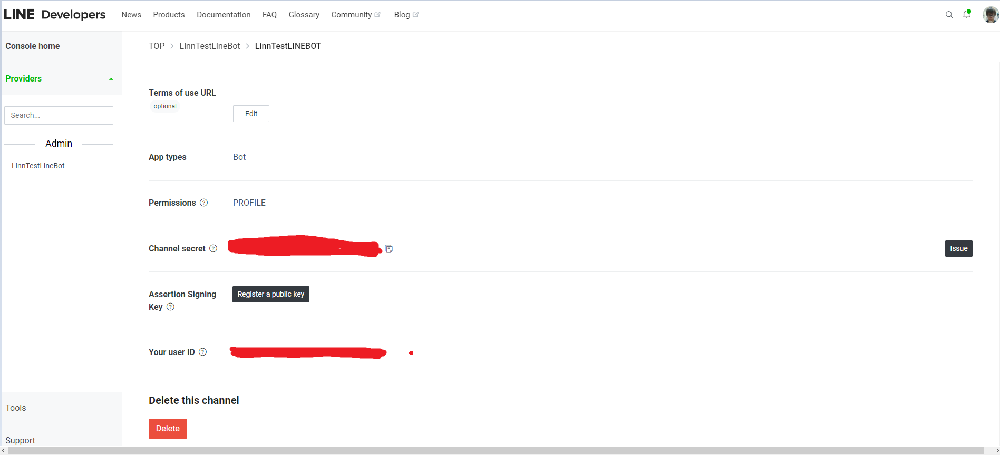 LINE Developers News Products Documentation FAQ Glossary Community Blog
Console home
Providers
Search...
Admin
LinnTestLineBot
Tools
Support
TOP > LinnTestLineBot > LinnTestLINEBOT
Terms of use URL
optional
Edit
App types Bot
Permissions ? PROFILE
Channel secret ? Issue
Assertion Signing
Key ?
Register a public key
Your user ID ?
Delete this channel
Delete